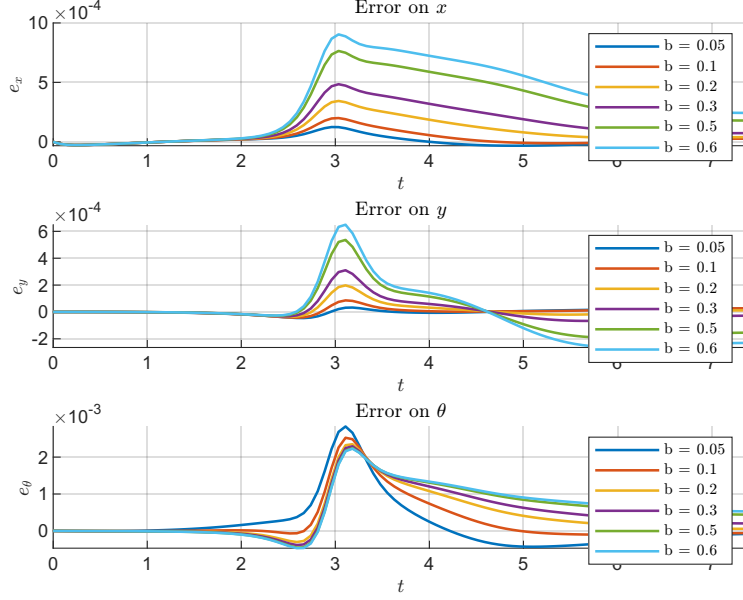 Error on x
×10-4
10
5
0
e_x
0 1 2 3 4 5 6 7
t
b = 0.05
b = 0.1
b = 0.2
b = 0.3
b = 0.5
b = 0.6
Error on y
×10-4
6
4
2
0
-2
e_y
0 1 2 3 4 5 6 7
t
b = 0.05
b = 0.1
b = 0.2
b = 0.3
b = 0.5
b = 0.6
Error on θ
×10-3
2
1
0
e_θ
0 1 2 3 4 5 6 7
t
b = 0.05
b = 0.1
b = 0.2
b = 0.3
b = 0.5
b = 0.6